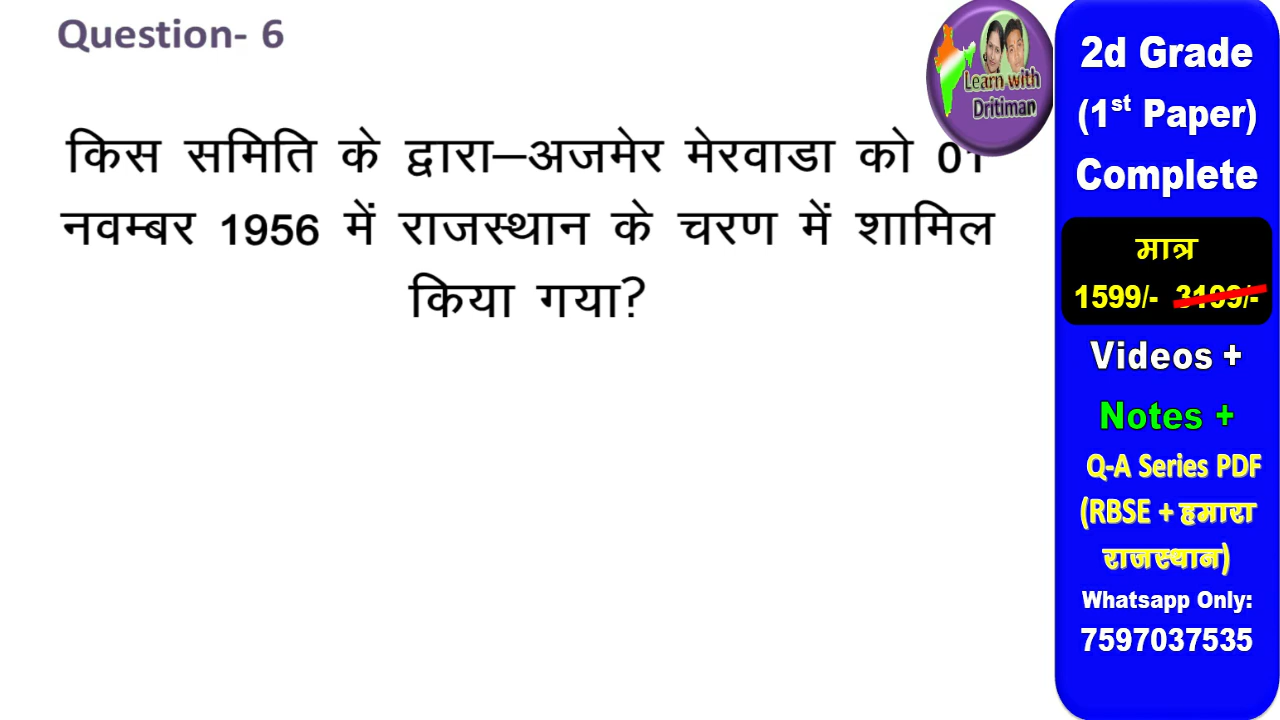 Question- 6
किस समिति के द्वारा–अजमेर मेरवाडा को 01
नवम्बर 1956 में राजस्थान के चरण में शामिल
किया गया?
Learn with
Dritiman
2d Grade
(1st Paper)
Complete
मात्र
1599/- 3199/-
Videos +
Notes +
Q-A Series PDF
(RBSE + हमारा
राजस्थान)
Whatsapp Only:
7597037535